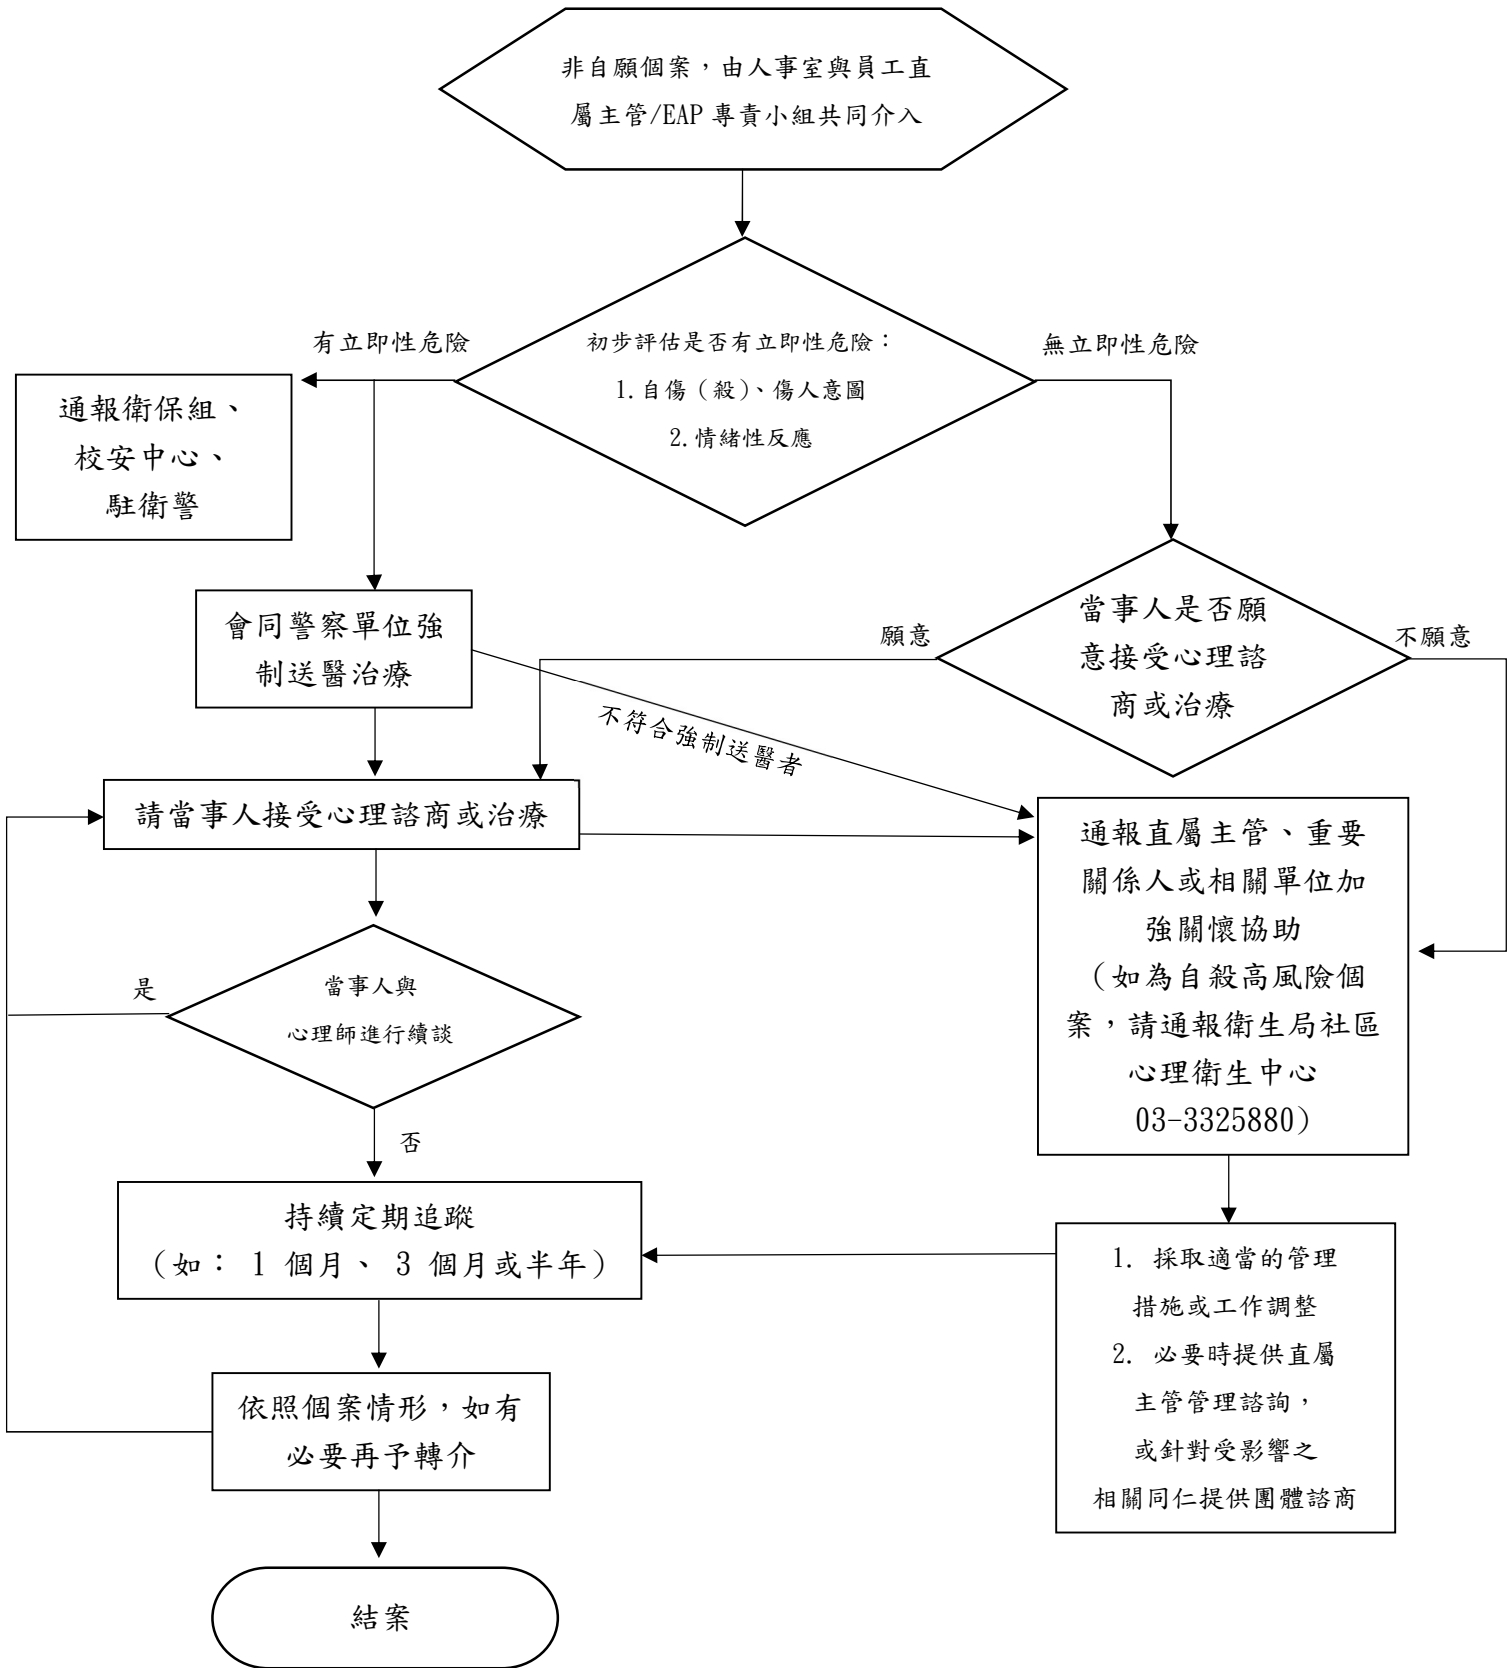 非自願個案，由人事室與員工直
屬主管/EAP 專責小組共同介入
有立即性危險
初步評估是否有立即性危險：
1.自傷（殺）、傷人意圖
2.情緒性反應
無立即性危險
通報衛保組、
校安中心、
駐衛警
會同警察單位強
制送醫治療
願意
當事人是否願
意接受心理諮
商或治療
不願意
不符合強制送醫者
請當事人接受心理諮商或治療
通報直屬主管、重要
關係人或相關單位加
強關懷協助
（如為自殺高風險個
案，請通報衛生局社區
心理衛生中心
03-3325880）
是
當事人與
心理師進行續談
否
持續定期追蹤
（如： 1 個月、 3 個月或半年）
1. 採取適當的管理
措施或工作調整
2. 必要時提供直屬
主管管理諮詢，
或針對受影響之
相關同仁提供團體諮商
依照個案情形，如有
必要再予轉介
結案